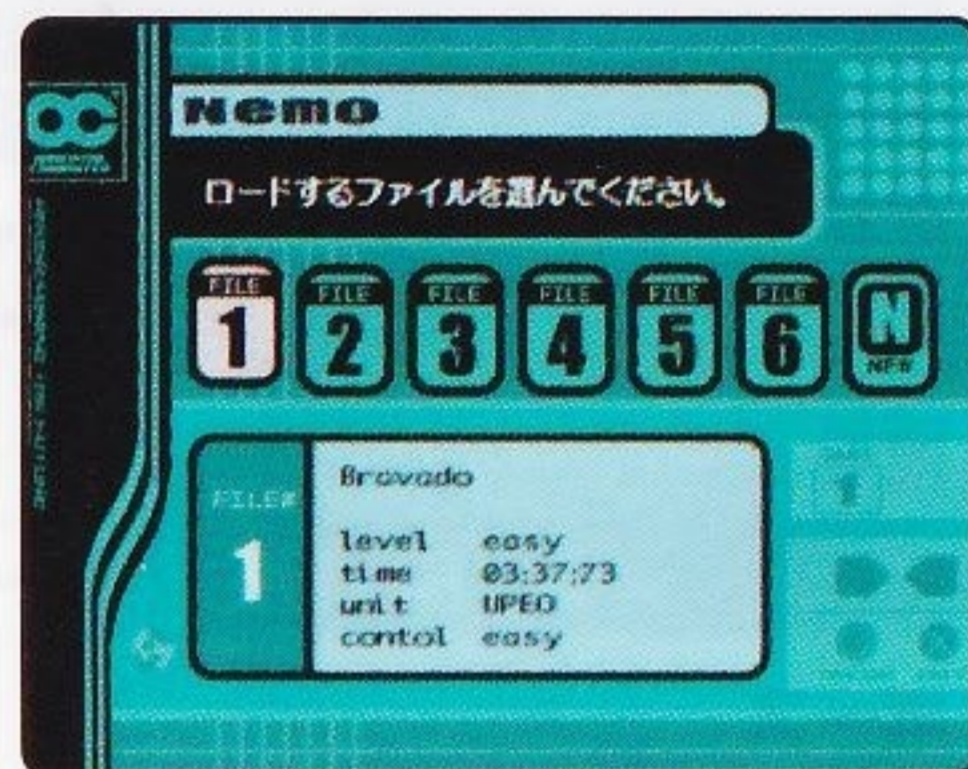 Nemo
ロードするファイルを選んでください。
FILE
1
FILE
2
FILE
3
FILE
4
FILE
5
FILE
6
N
NEW
FILE#
1
Bravado
level easy
time 03:37;73
unit UPEO
contol easy
1